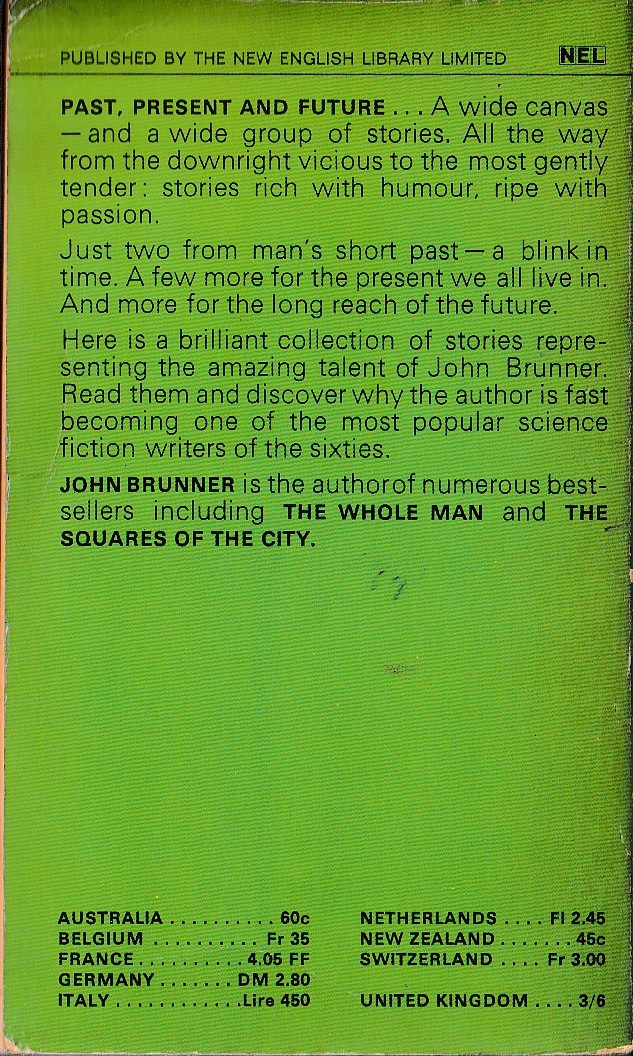 PUBLISHED BY THE NEW ENGLISH LIBRARY LIMITED NEL
PAST, PRESENT AND FUTURE ... A wide canvas
— and a wide group of stories. All the way
from the downright vicious to the most gently
tender: stories rich with humour, ripe with
passion.
Just two from man's short past — a blink in
time. A few more for the present we all live in.
And more for the long reach of the future.
Here is a brilliant collection of stories repre-
senting the amazing talent of John Brunner.
Read them and discover why the author is fast
becoming one of the most popular science
fiction writers of the sixties.
JOHN BRUNNER is the author of numerous best-
sellers including THE WHOLE MAN and THE
SQUARES OF THE CITY.
AUSTRALIA .......... 60c
BELGIUM .......... Fr 35
FRANCE .......... 4.05 FF
GERMANY ....... DM 2.80
ITALY ............ Lire 450
NETHERLANDS .... Fl 2.45
NEW ZEALAND ....... 45c
SWITZERLAND .... Fr 3.00
UNITED KINGDOM .... 3/6